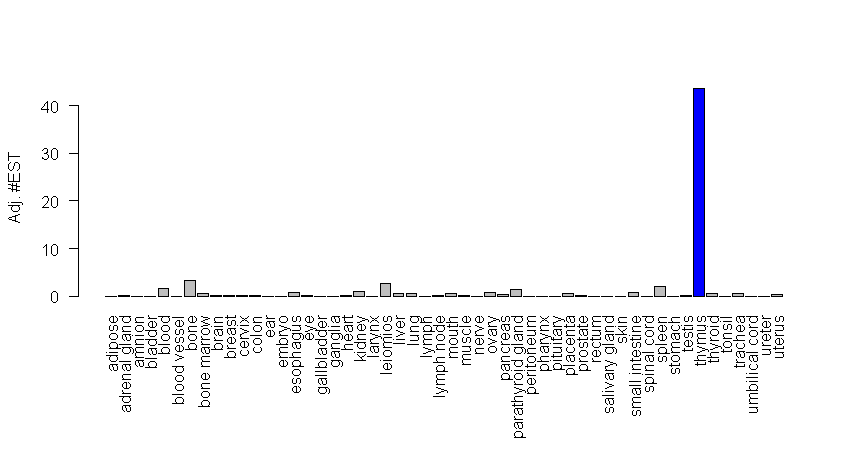 Adj. #EST
40
30
20
10
0
adipose
adrenal gland
amnion
bladder
blood
blood vessel
bone
bone marrow
brain
breast
cervix
colon
ear
embryo
esophagus
eye
gallbladder
ganglia
heart
kidney
larynx
leiomios
liver
lung
lymph
lymph node
mouth
muscle
nerve
ovary
pancreas
parathyroid gland
peritoneum
pharynx
pituitary
placenta
prostate
rectum
salivary gland
skin
small intestine
spinal cord
spleen
stomach
testis
thymus
thyroid
tonsil
trachea
umbilical cord
ureter
uterus